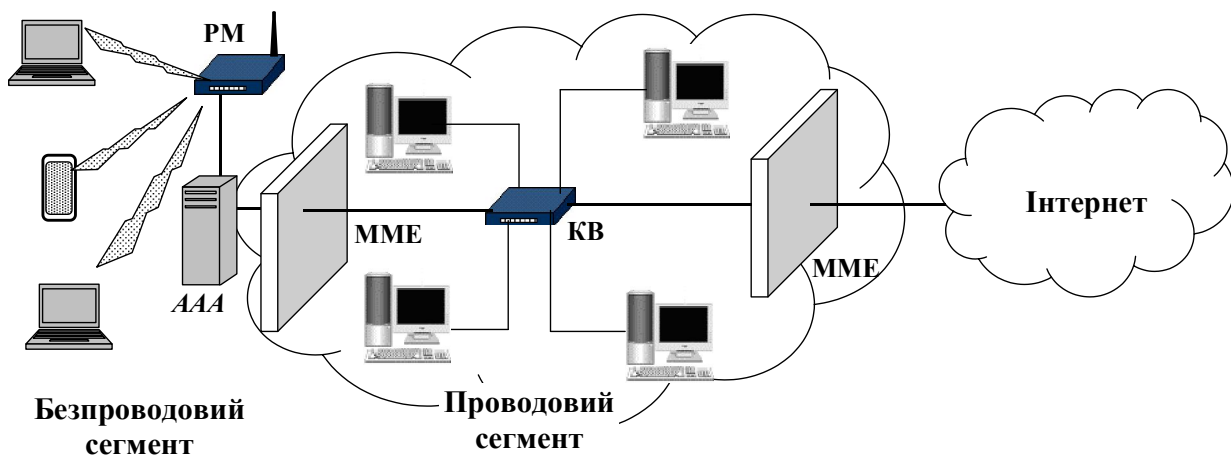 РМ
ММЕ
КВ
ММЕ
Інтернет
ААА
Безпроводовий
сегмент
Проводовий
сегмент